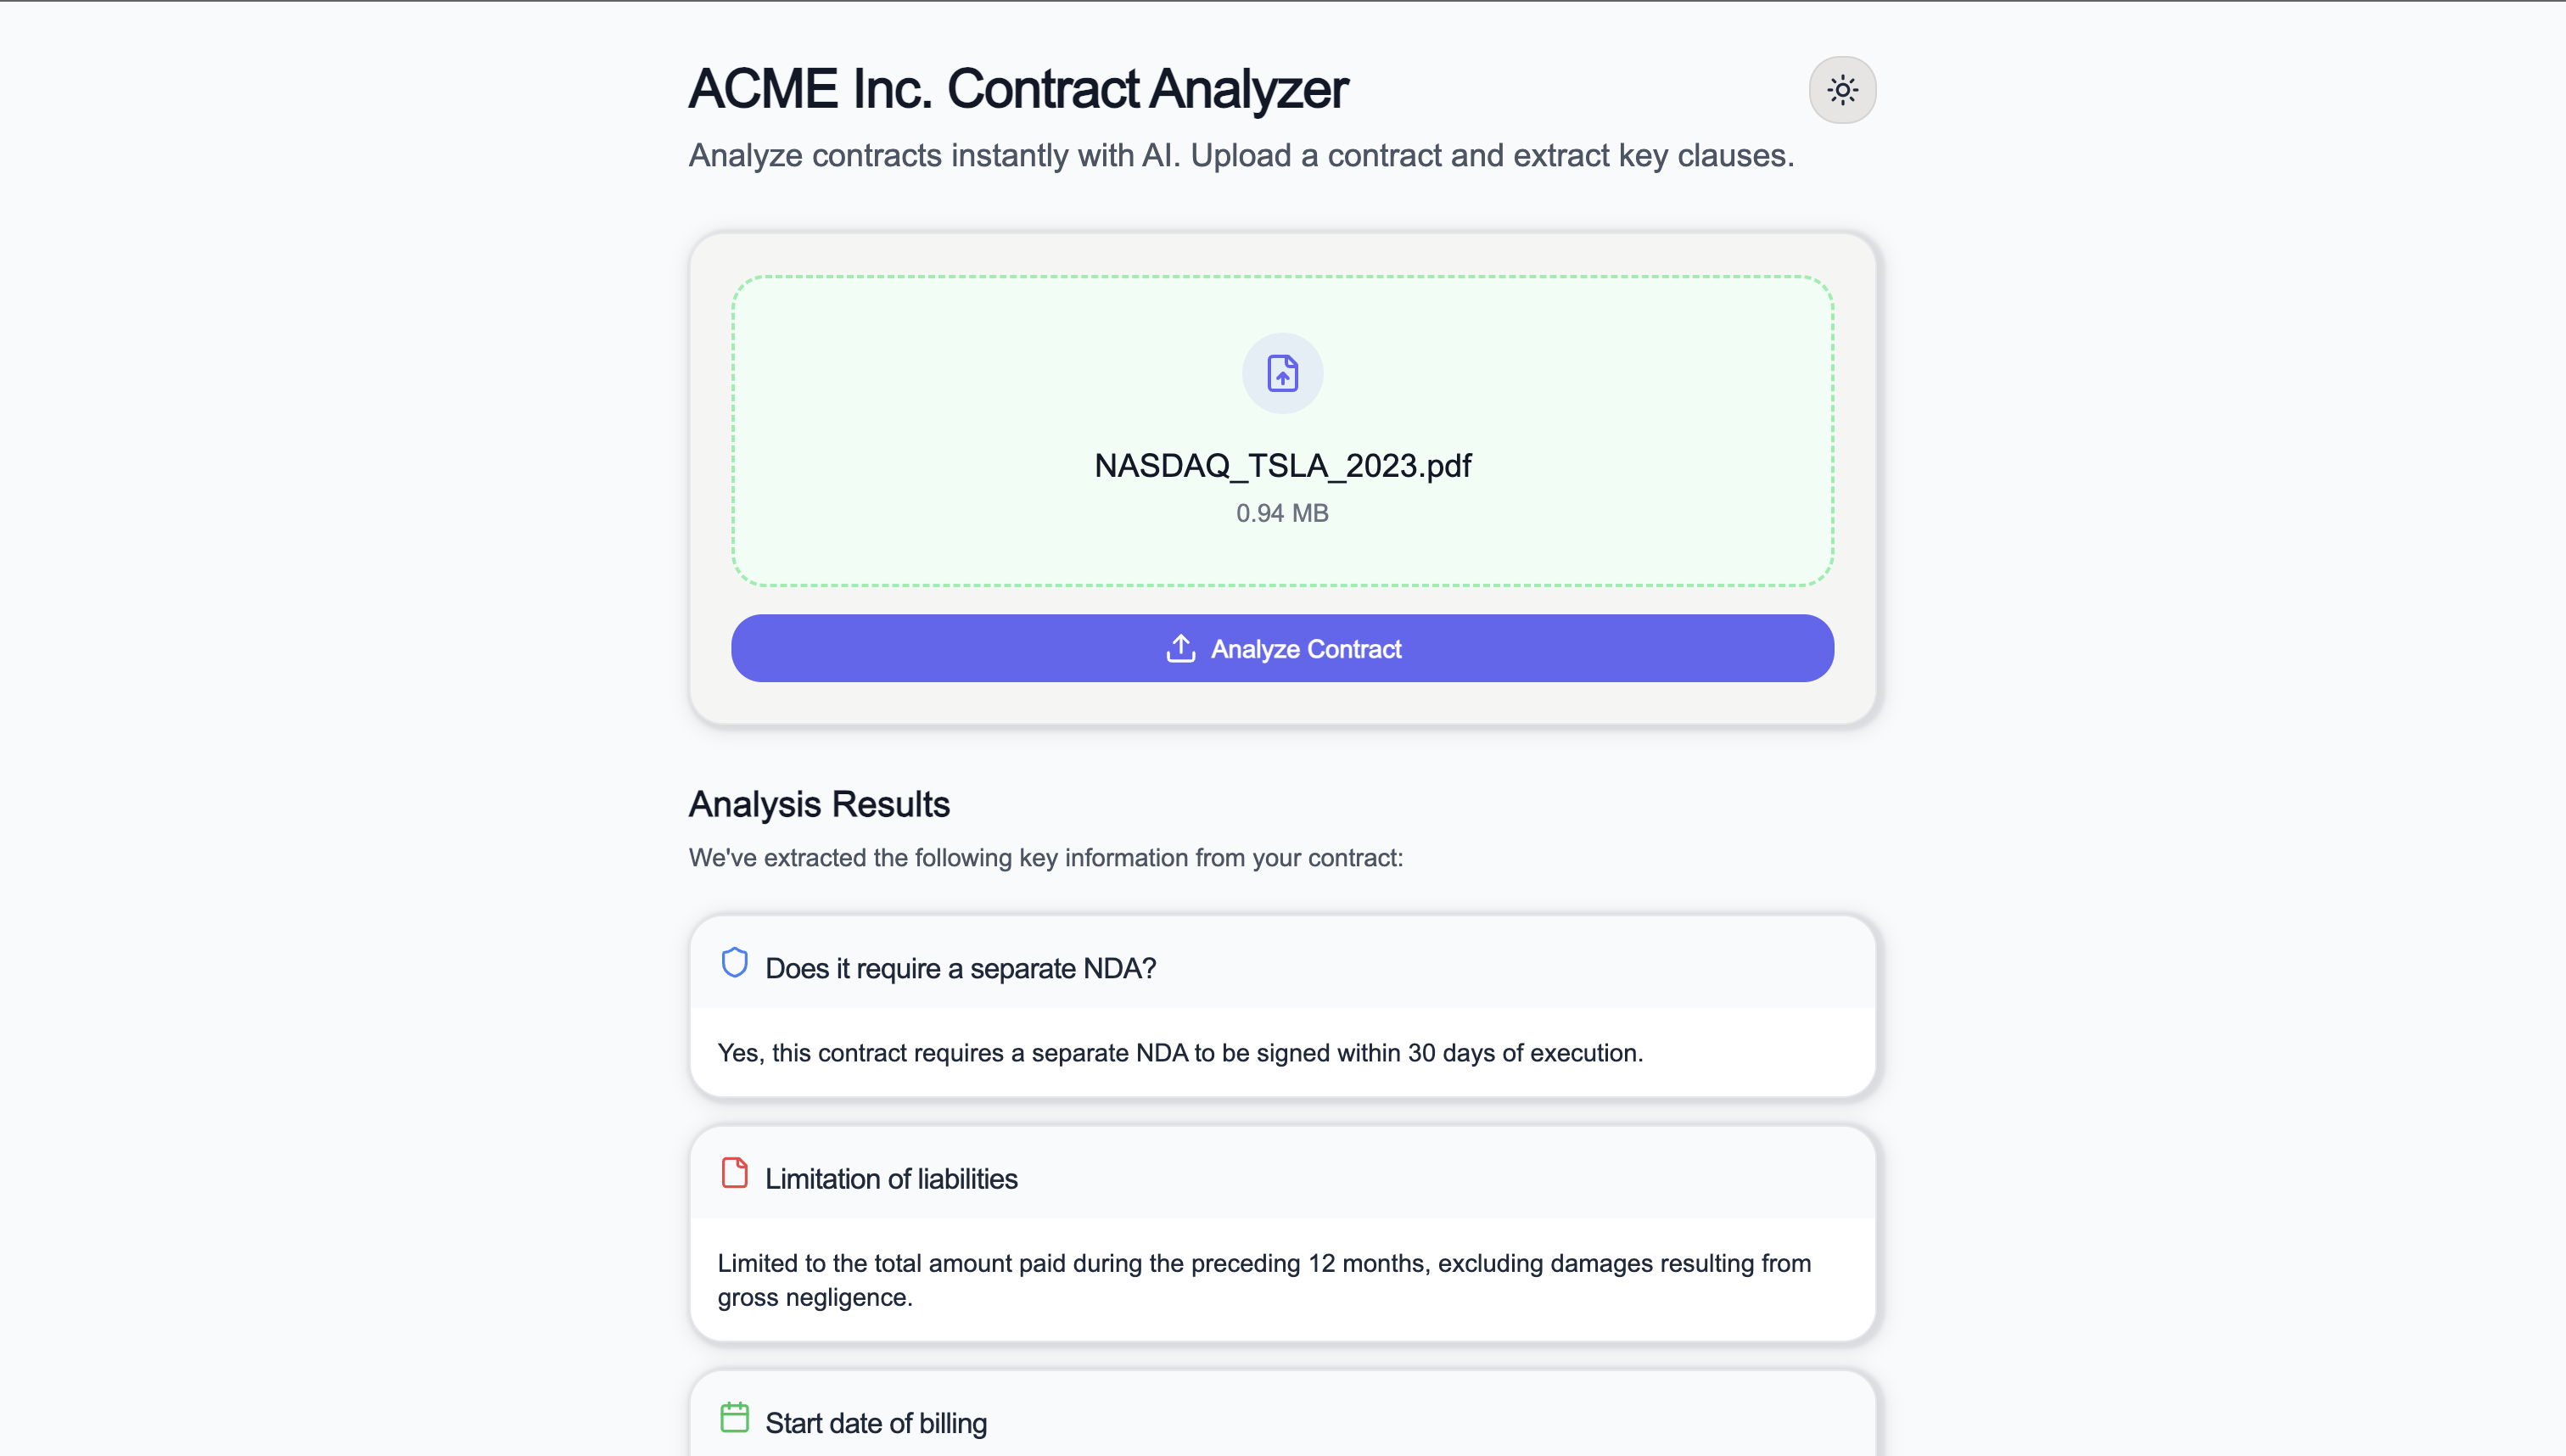 ACME Inc. Contract Analyzer
Analyze contracts instantly with AI. Upload a contract and extract key clauses.
NASDAQ_TSLA_2023.pdf
0.94 MB
Analyze Contract
Analysis Results
We've extracted the following key information from your contract:
Does it require a separate NDA?
Yes, this contract requires a separate NDA to be signed within 30 days of execution.
Limitation of liabilities
Limited to the total amount paid during the preceding 12 months, excluding damages resulting from
gross negligence.
Start date of billing